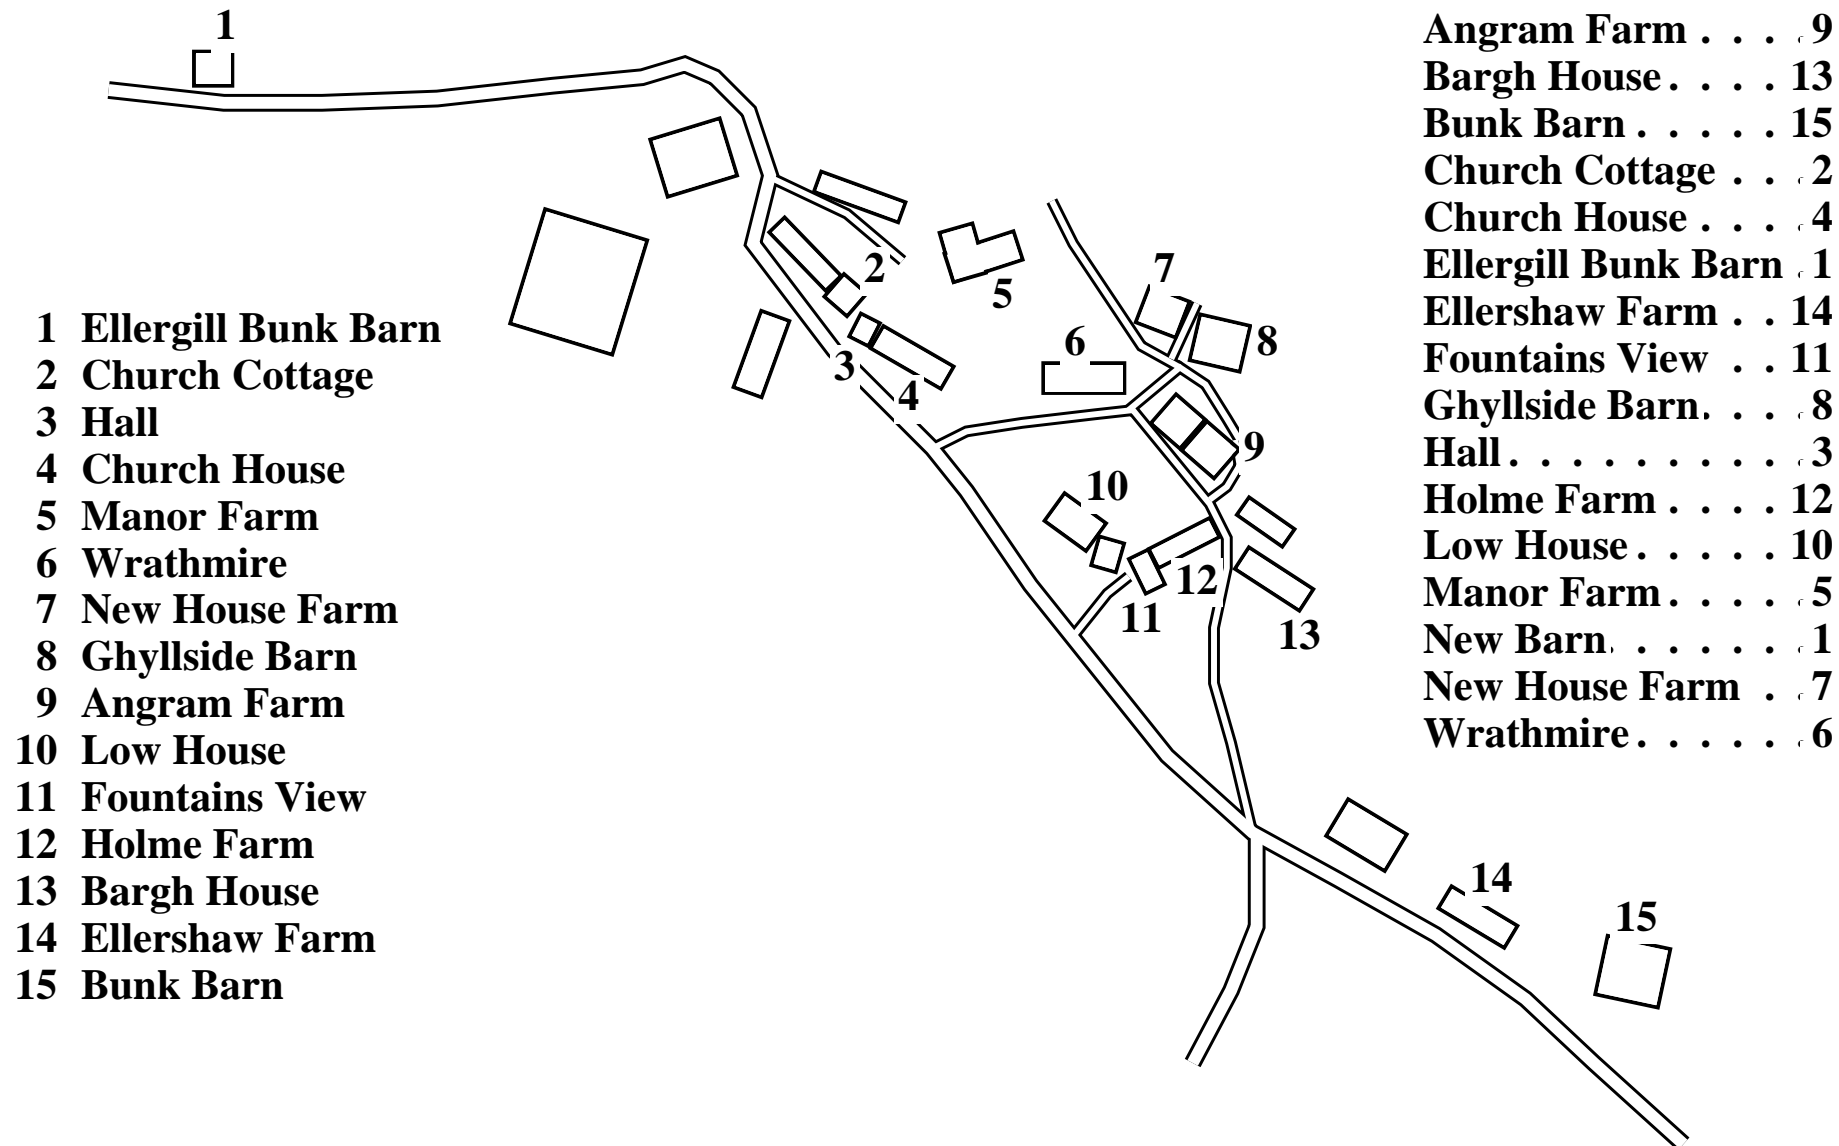 1 Ellergill Bunk Barn
2 Church Cottage
3 Hall
4 Church House
5 Manor Farm
6 Wrathmire
7 New House Farm
8 Ghyllside Barn
9 Angram Farm
10 Low House
11 Fountains View
12 Holme Farm
13 Bargh House
14 Ellershaw Farm
15 Bunk Barn
1
2
3
4
5
6
7
8
9
10
11
12
13
14
15
Angram Farm . . . . 9
Bargh House . . . . 13
Bunk Barn . . . . . 15
Church Cottage . . . 2
Church House . . . . 4
Ellergill Bunk Barn . 1
Ellershaw Farm . . 14
Fountains View . . 11
Ghyllside Barn . . . . 8
Hall . . . . . . . . . . 3
Holme Farm . . . . 12
Low House . . . . . 10
Manor Farm . . . . 5
New Barn . . . . . . . 1
New House Farm . . 7
Wrathmire . . . . . . 6